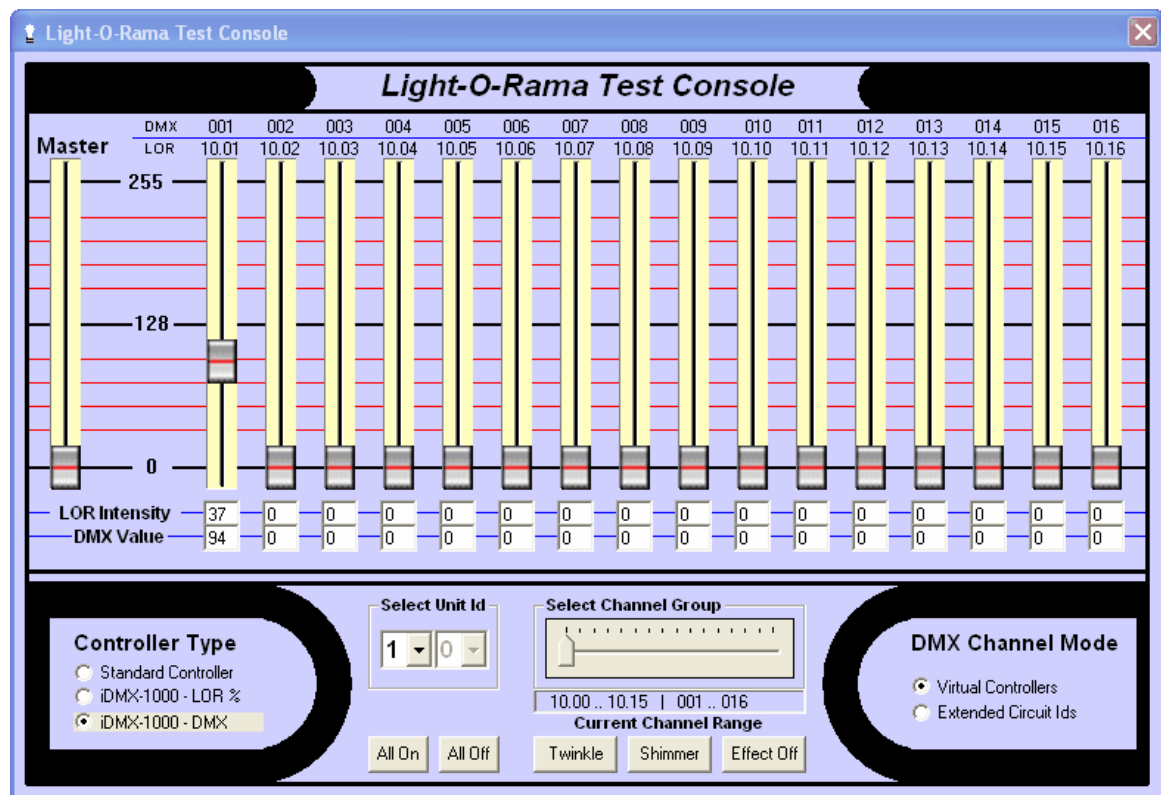 Light-O-Rama Test Console
Light-O-Rama Test Console
DMX 001 002 003 004 005 006 007 008 009 010 011 012 013 014 015 016
Master LOR 10.01 10.02 10.03 10.04 10.05 10.06 10.07 10.08 10.09 10.10 10.11 10.12 10.13 10.14 10.15 10.16
255
128
0
LOR Intensity 37 0 0 0 0 0 0 0 0 0 0 0 0 0 0 0
DMX Value 94 0 0 0 0 0 0 0 0 0 0 0 0 0 0 0
Controller Type
Standard Controller
iDMX-1000 - LOR %
iDMX-1000 - DMX
Select Unit Id
1 0
All On All Off
Select Channel Group
10.00 .. 10.15 | 001 .. 016
Current Channel Range
Twinkle Shimmer Effect Off
DMX Channel Mode
Virtual Controllers
Extended Circuit Ids